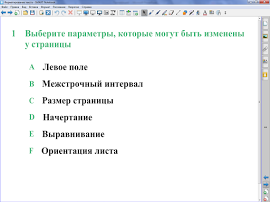 1 Выберите параметры, которые могут быть изменены
у страницы
A Левое поле
B Межстрочный интервал
C Размер страницы
D Начертание
E Выравнивание
F Ориентация листа